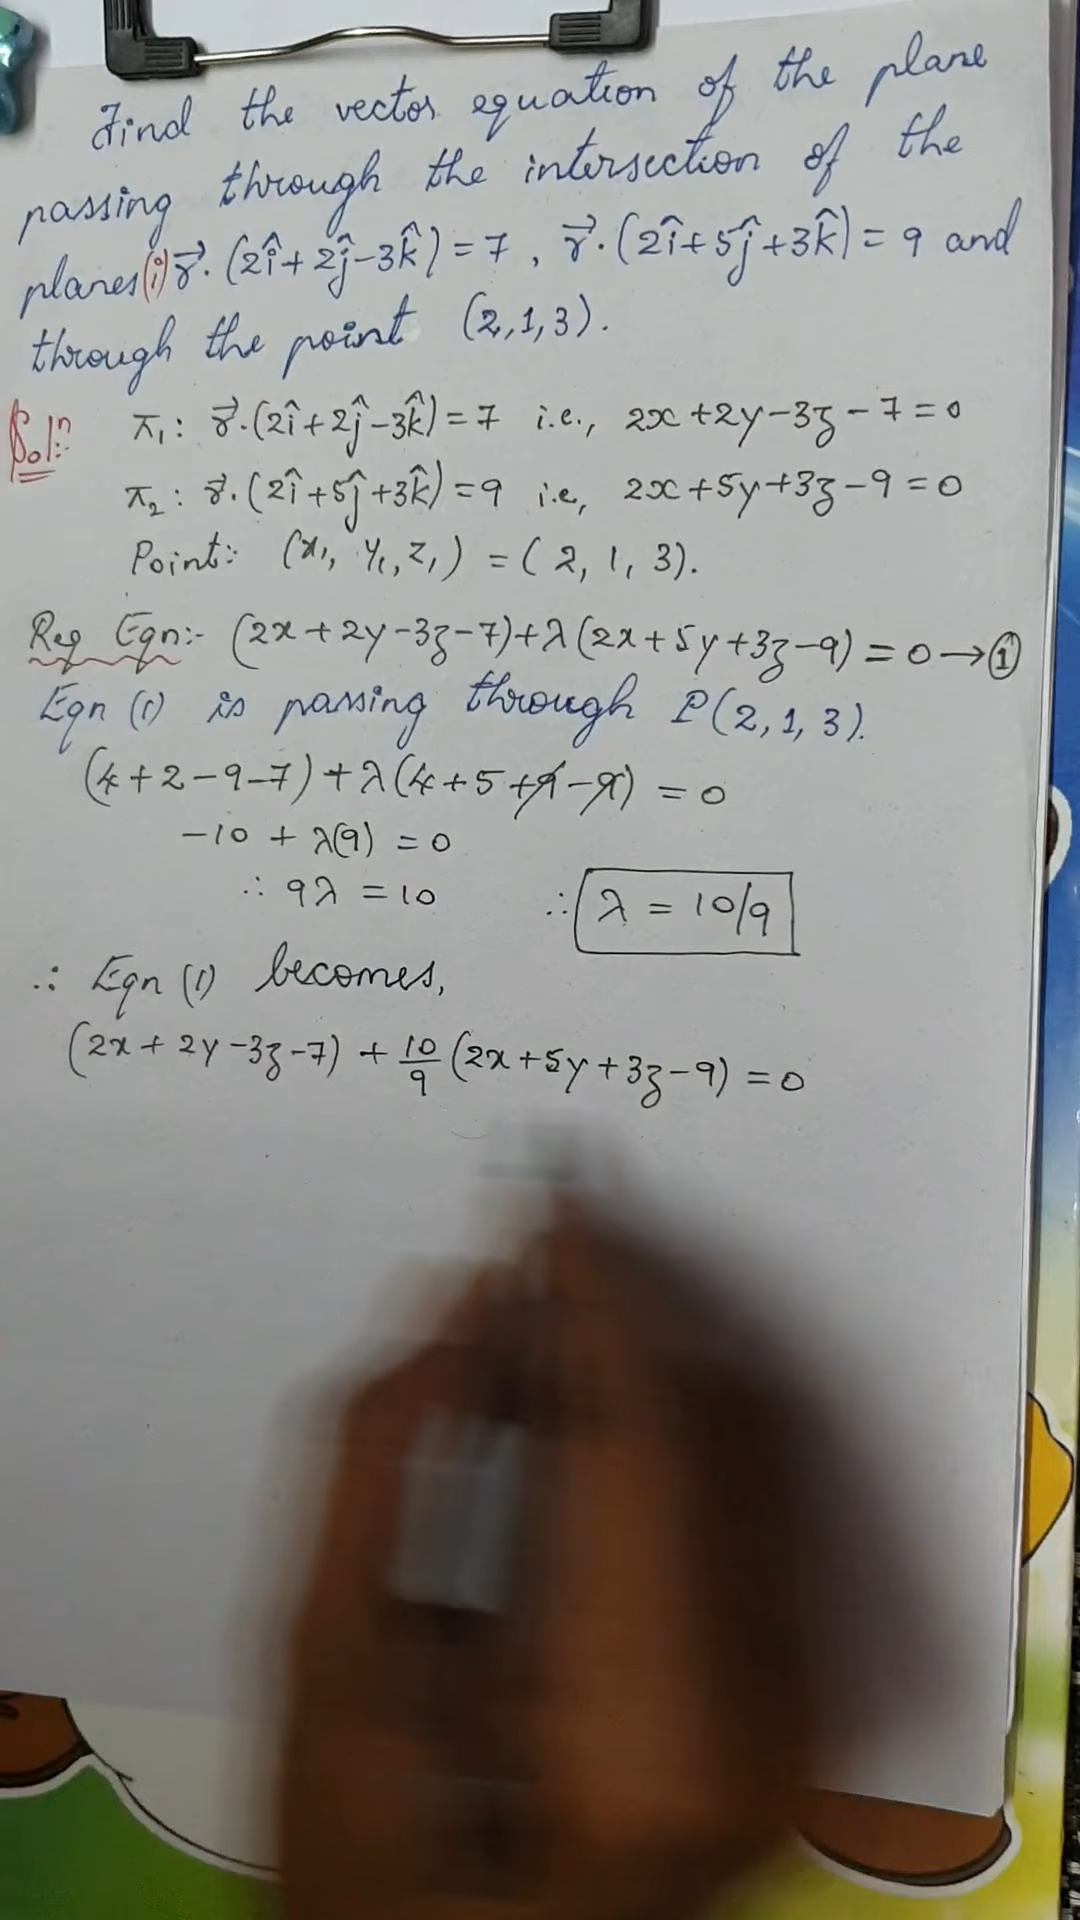 Find the vector equation of the plane
passing through the intersection of the
planes (i) r⃗.(2î+2ĵ-3k̂)=7, r⃗.(2î+5ĵ+3k̂)=9 and
through the point (2,1,3).
Solⁿ:- π₁: r⃗.(2î+2ĵ-3k̂)=7 i.e., 2x+2y-3z-7=0
π₂: r⃗.(2î+5ĵ+3k̂)=9 i.e, 2x+5y+3z-9=0
Point:- (x₁, y₁, z₁) = (2, 1, 3).
Req Eqn:- (2x+2y-3z-7)+λ(2x+5y+3z-9)=0→①
Eqn (1) is passing through P(2,1,3).
(4+2-9-7)+λ(4+5+9-9)=0
-10+λ(9)=0
∴ 9λ=10 ∴ λ = 10/9
∴ Eqn (1) becomes,
(2x+2y-3z-7)+10/9(2x+5y+3z-9)=0